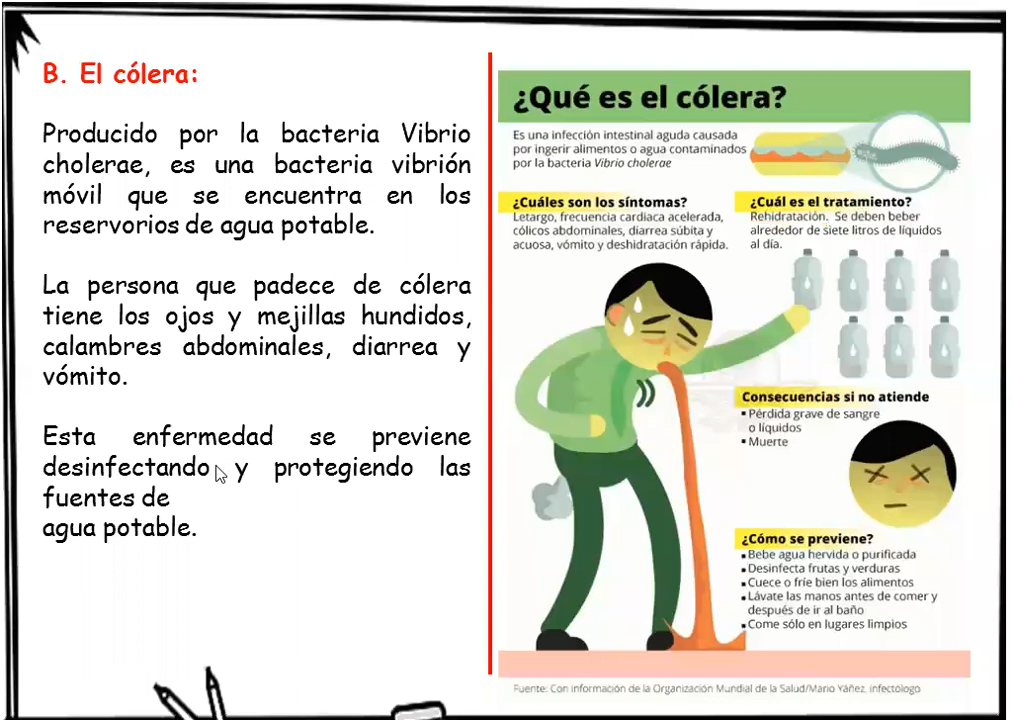 B. El cólera:
Producido por la bacteria Vibrio
cholerae, es una bacteria vibrión
móvil que se encuentra en los
reservorios de agua potable.
La persona que padece de cólera
tiene los ojos y mejillas hundidos,
calambres abdominales, diarrea y
vómito.
Esta enfermedad se previene
desinfectando y protegiendo las
fuentes de
agua potable.
¿Qué es el cólera?
Es una infección intestinal aguda causada
por ingerir alimentos o agua contaminados
por la bacteria Vibrio cholerae
¿Cuáles son los síntomas?
Letargo, frecuencia cardiaca acelerada,
cólicos abdominales, diarrea súbita y
acuosa, vómito y deshidratación rápida.
¿Cuál es el tratamiento?
Rehidratación. Se deben beber
alrededor de siete litros de líquidos
al día.
Consecuencias si no atiende
▪ Pérdida grave de sangre
o líquidos
▪ Muerte
¿Cómo se previene?
▪ Bebe agua hervida o purificada
▪ Desinfecta frutas y verduras
▪ Cuece o fríe bien los alimentos
▪ Lávate las manos antes de comer y
después de ir al baño
▪ Come sólo en lugares limpios
Fuente: Con información de la Organización Mundial de la Salud/Mario Yáñez, infectólogo